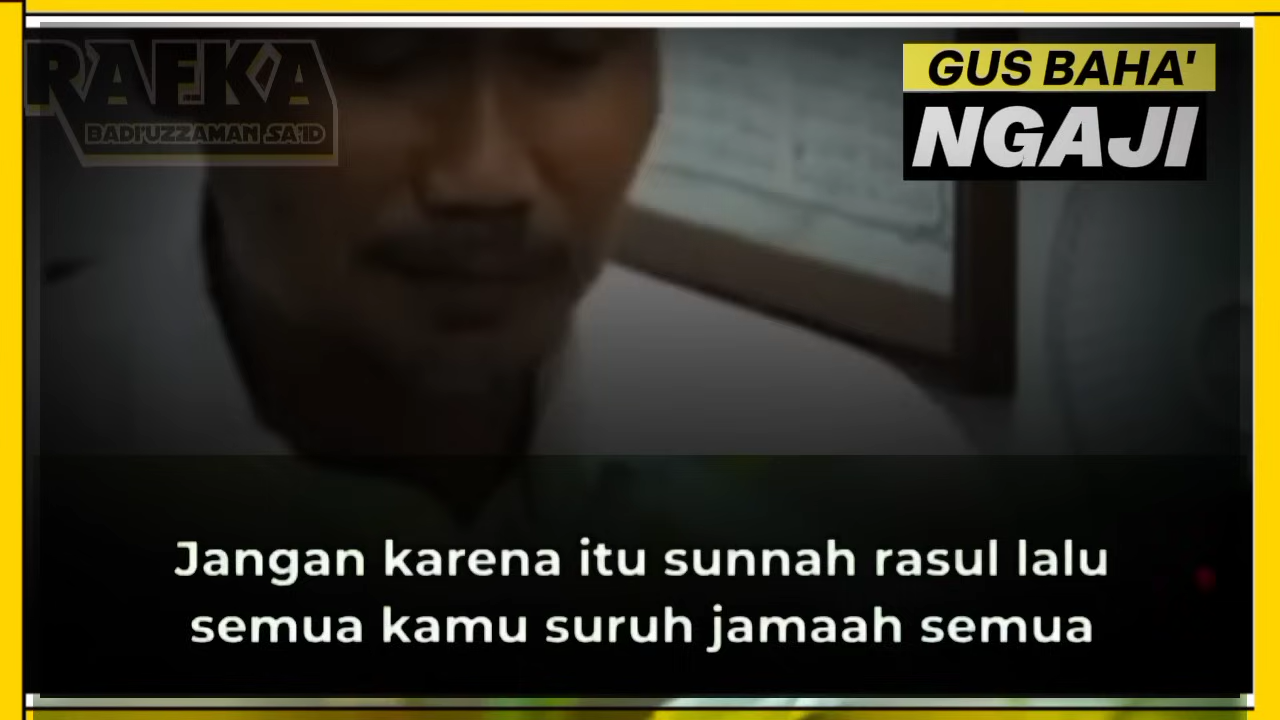 RAFKA
BADI'UZZAMAN SA'ID
GUS BAHA'
NGAJI
Jangan karena itu sunnah rasul lalu
semua kamu suruh jamaah semua